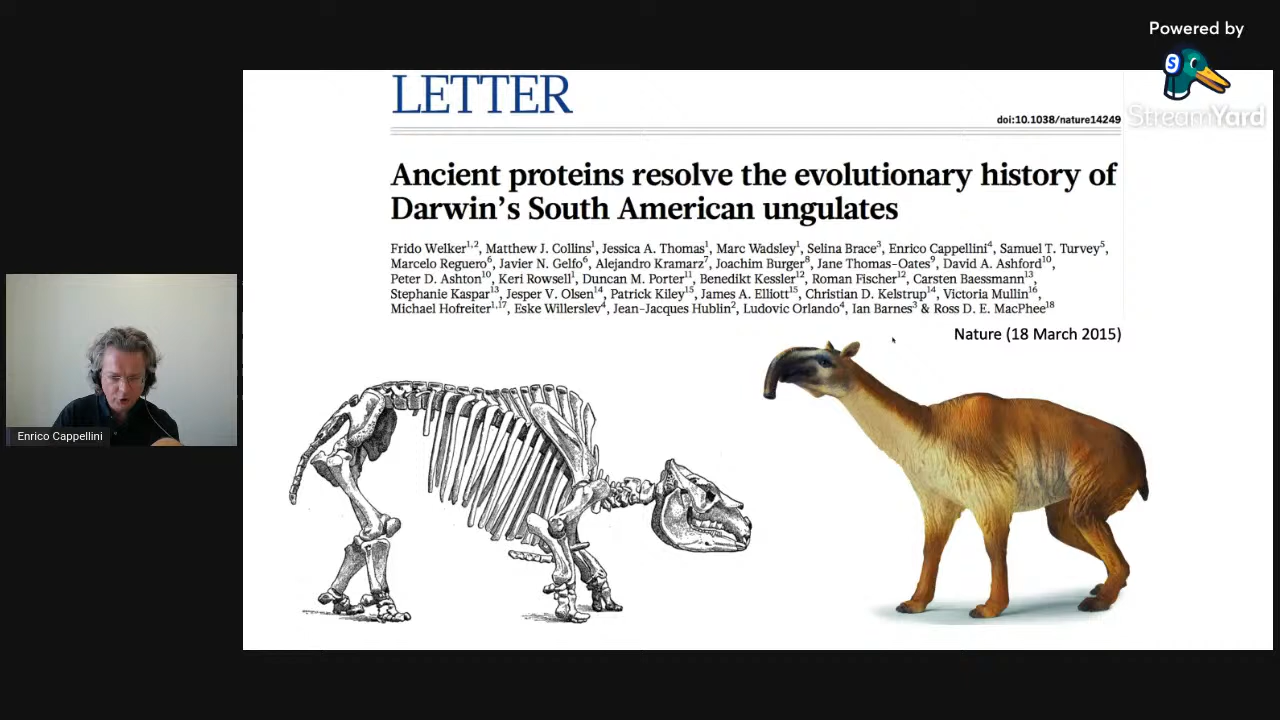 Powered by
S
StreamYard
LETTER
doi:10.1038/nature14249
Ancient proteins resolve the evolutionary history of
Darwin's South American ungulates
Frido Welker1,2, Matthew J. Collins1, Jessica A. Thomas1, Marc Wadsley1, Selina Brace3, Enrico Cappellini4, Samuel T. Turvey5,
Marcelo Reguero6, Javier N. Gelfo6, Alejandro Kramarz7, Joachim Burger8, Jane Thomas-Oates9, David A. Ashford10,
Peter D. Ashton10, Keri Rowsell1, Duncan M. Porter11, Benedikt Kessler12, Roman Fischer12, Carsten Baessmann13,
Stephanie Kaspar13, Jesper V. Olsen14, Patrick Kiley15, James A. Elliott15, Christian D. Kelstrup14, Victoria Mullin16,
Michael Hofreiter1,17, Eske Willerslev4, Jean-Jacques Hublin2, Ludovic Orlando4, Ian Barnes3 & Ross D. E. MacPhee18
Nature (18 March 2015)
Enrico Cappellini